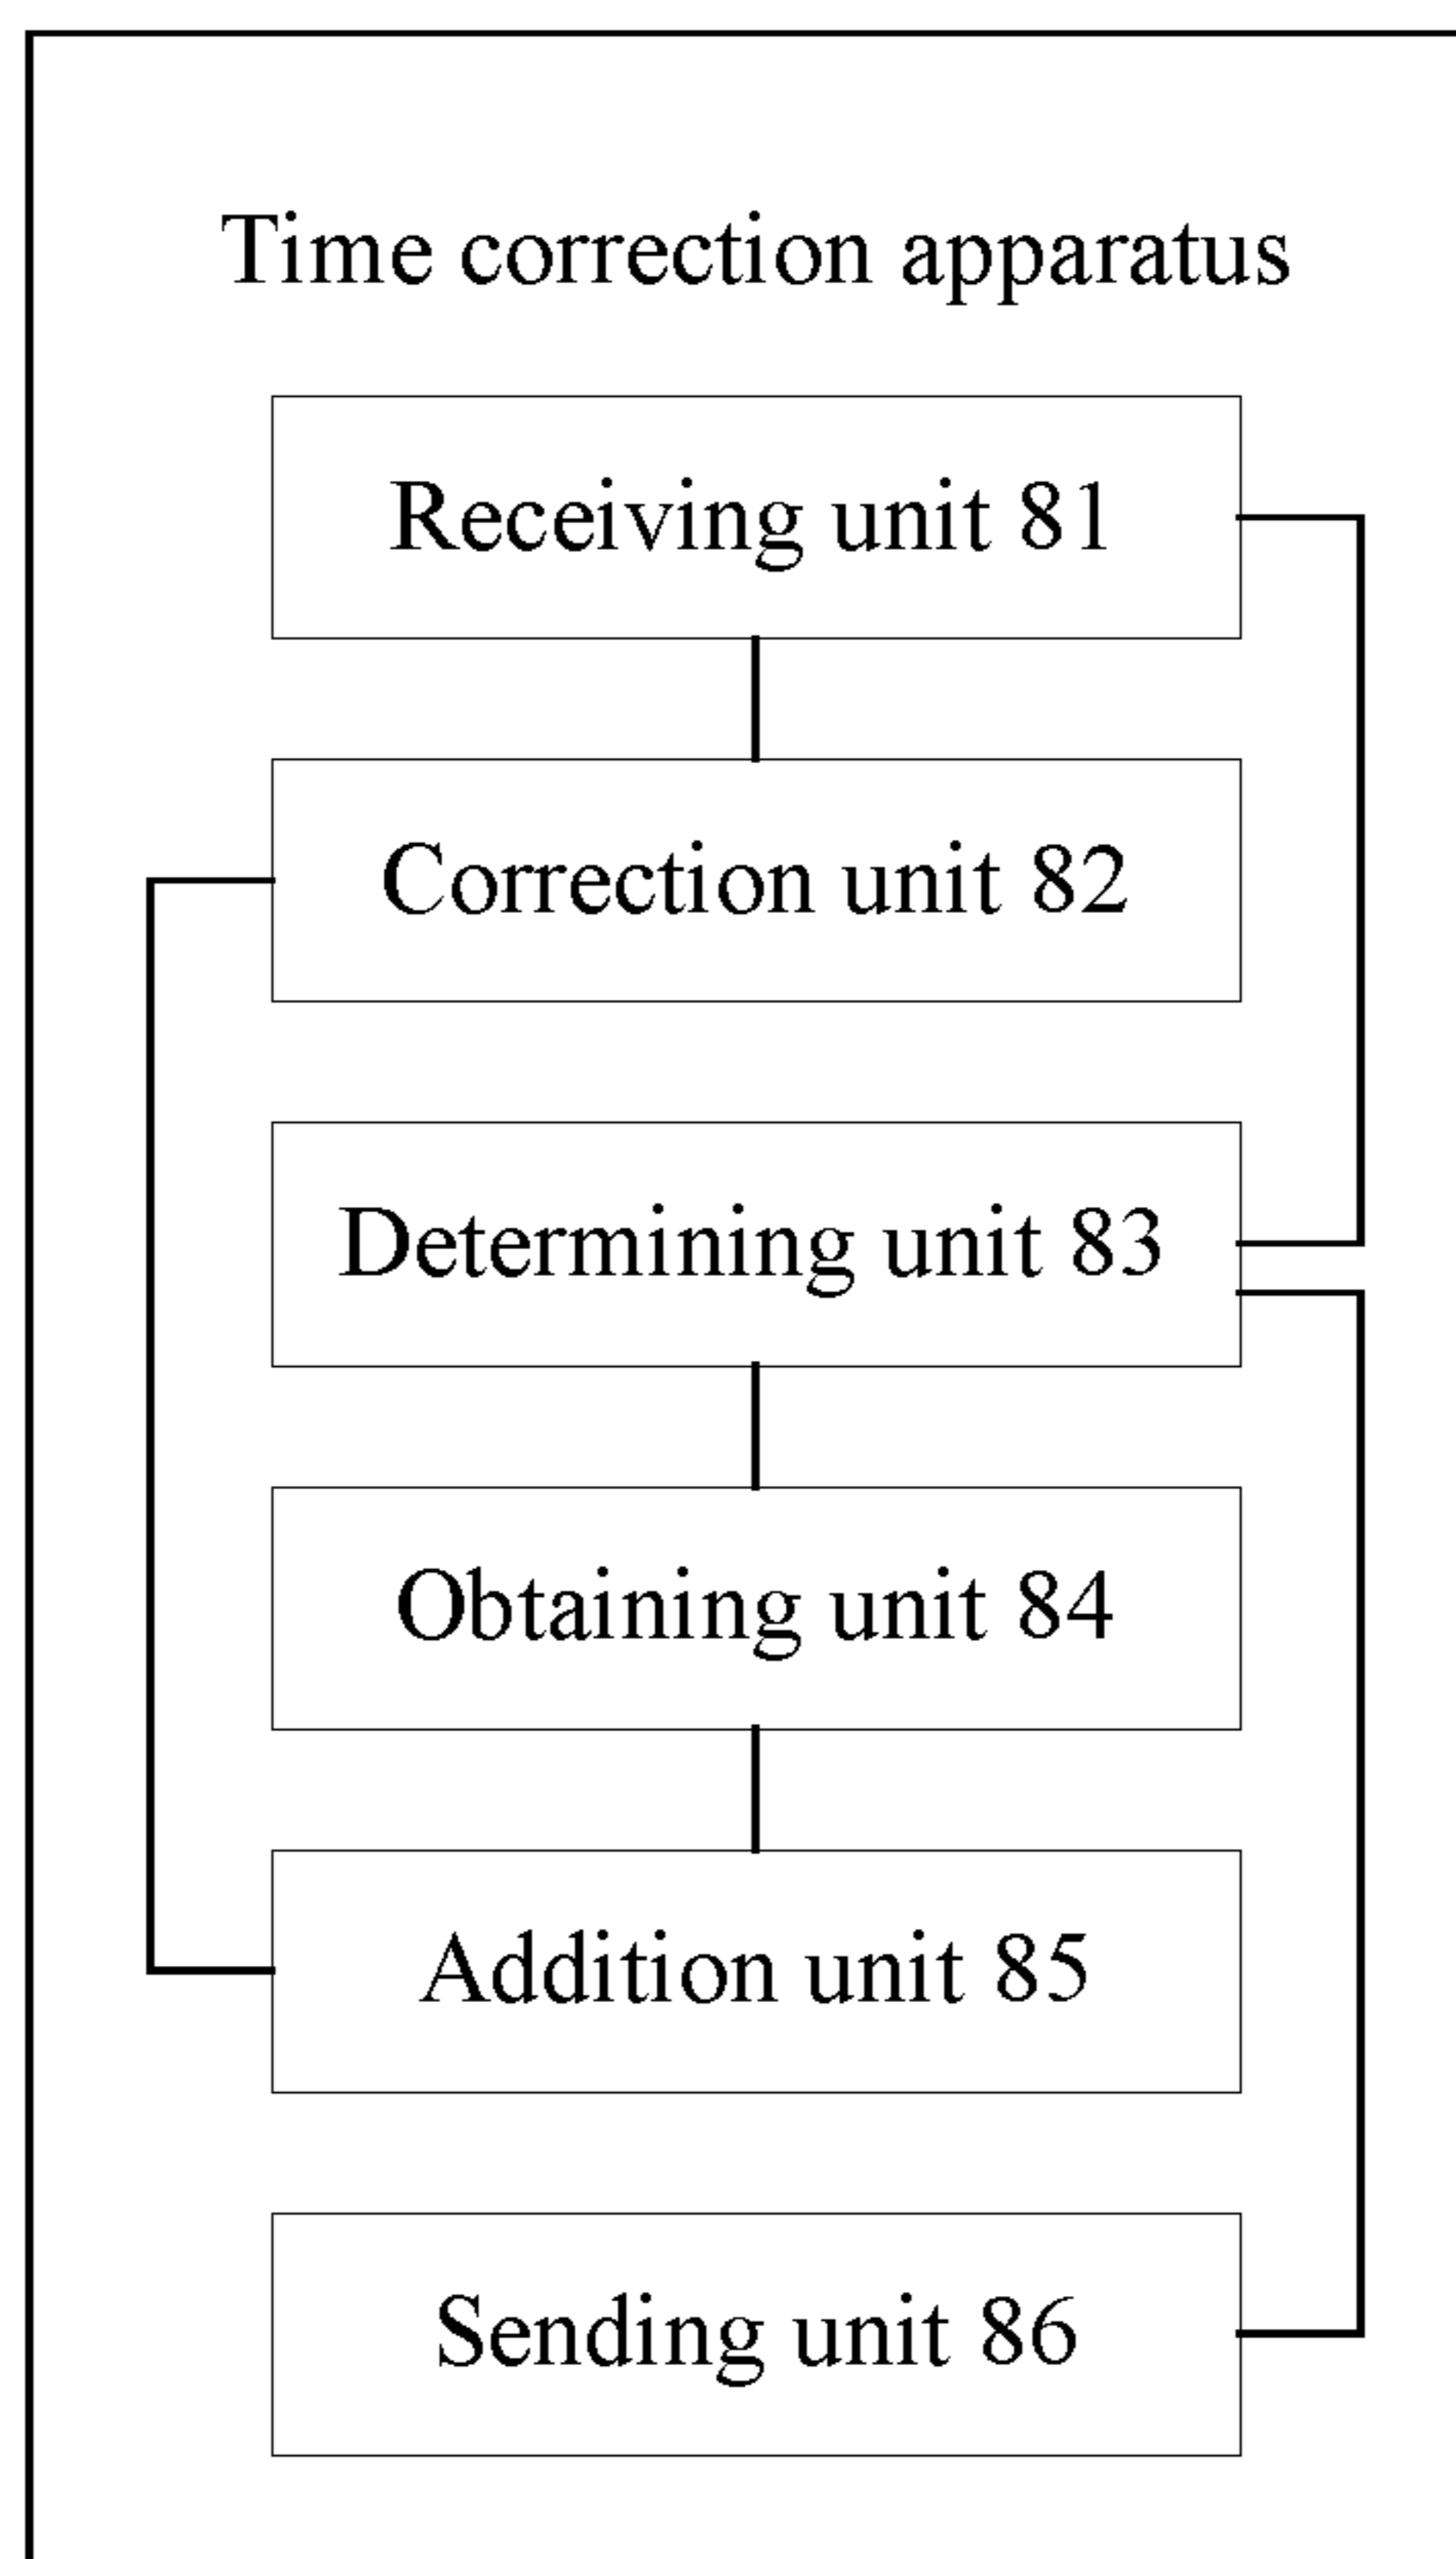 Time correction apparatus
Receiving unit 81
Correction unit 82
Determining unit 83
Obtaining unit 84
Addition unit 85
Sending unit 86